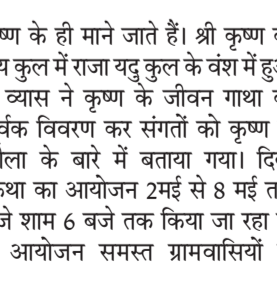 ष्ण के ही माने जाते हैं। श्री कृष्ण
य कुल में राजा यदु कुल के वंश में
व्यास ने कृष्ण के जीवन गाथा
र्वक विवरण कर संगतों को कृष्ण
ला के बारे में बताया गया।
था का आयोजन 2मई से 8 मई
जे शाम 6 बजे तक किया जा रहा
आयोजन समस्त ग्रामवासियों